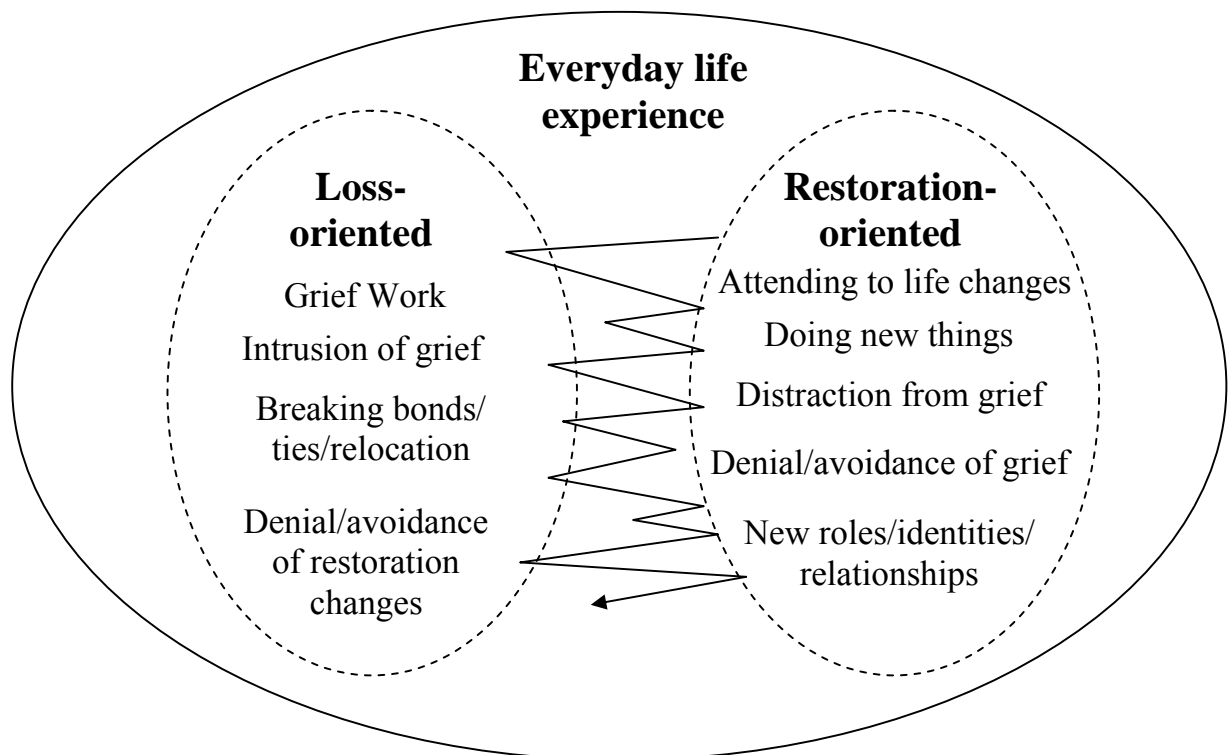 Everyday life
experience
Loss-
oriented
Grief Work
Intrusion of grief
Breaking bonds/
ties/relocation
Denial/avoidance
of restoration
changes
Restoration-
oriented
Attending to life changes
Doing new things
Distraction from grief
Denial/avoidance of grief
New roles/identities/
relationships